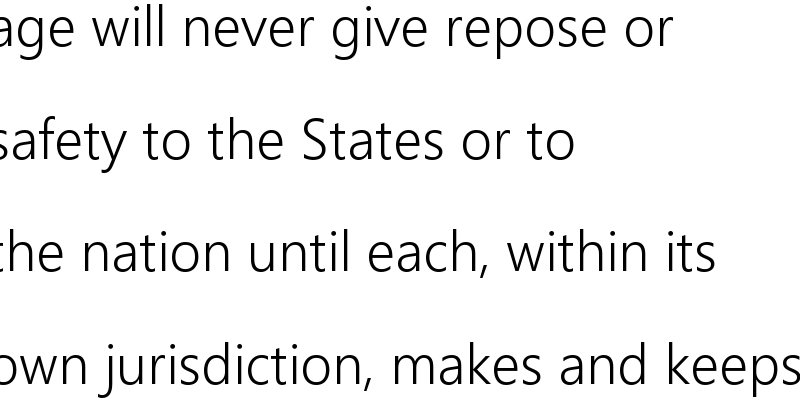 age will never give repose or
safety to the States or to
the nation until each, within its
own jurisdiction, makes and keeps